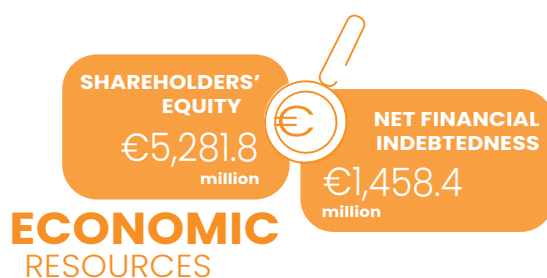 SHAREHOLDERS’
EQUITY
€5,281.8
million
€
NET FINANCIAL
INDEBTEDNESS
€1,458.4
million
ECONOMIC
RESOURCES